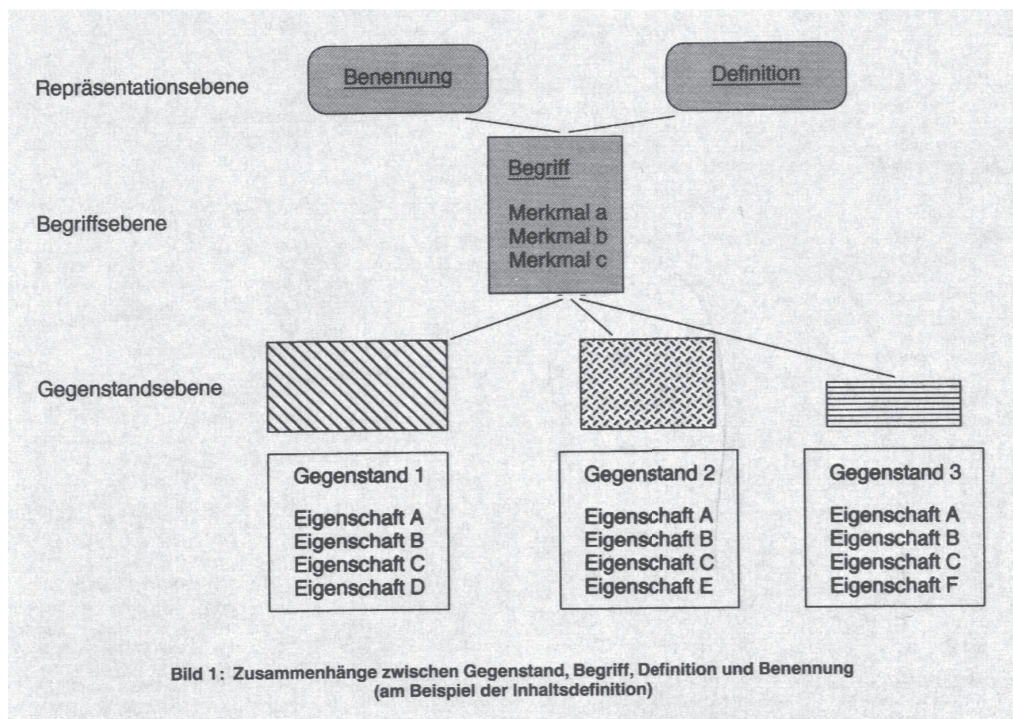 Repräsentationsebene
Benennung
Definition
Begriffsebene
Begriff
Merkmal a
Merkmal b
Merkmal c
Gegenstandsebene
Gegenstand 1
Eigenschaft A
Eigenschaft B
Eigenschaft C
Eigenschaft D
Gegenstand 2
Eigenschaft A
Eigenschaft B
Eigenschaft C
Eigenschaft E
Gegenstand 3
Eigenschaft A
Eigenschaft B
Eigenschaft C
Eigenschaft F
Bild 1: Zusammenhänge zwischen Gegenstand, Begriff, Definition und Benennung
(am Beispiel der Inhaltsdefinition)